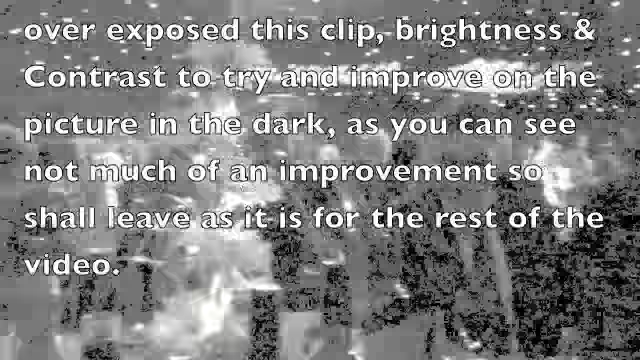 over exposed this clip, brightness &
Contrast to try and improve on the
picture in the dark, as you can see
not much of an improvement so
shall leave as it is for the rest of the
video.